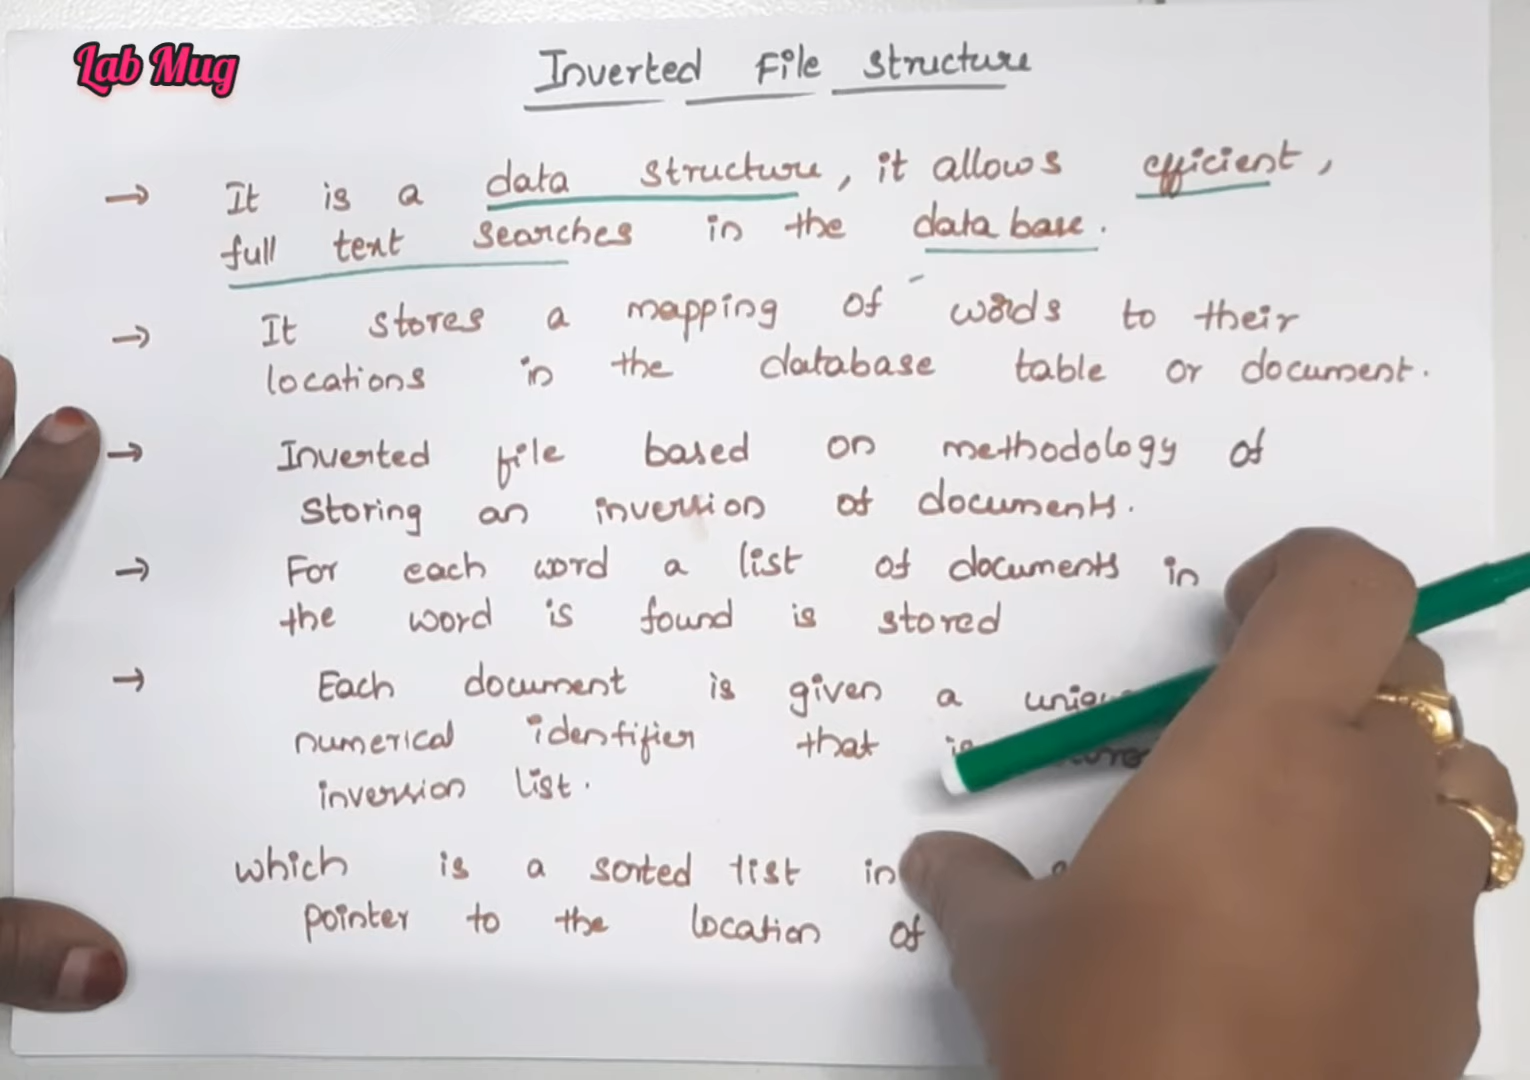 Lab Mug
Inverted File Structure
→ It is a data structure, it allows efficient,
full text searches in the database.
→ It stores a mapping of words to their
locations in the database table or document.
→ Inverted file based on methodology of
storing an inversion of documents.
→ For each word a list of documents in
the word is found is stored
→ Each document is given a
numerical identifier that is
inversion list.
which is a sorted list in
pointer to the location of